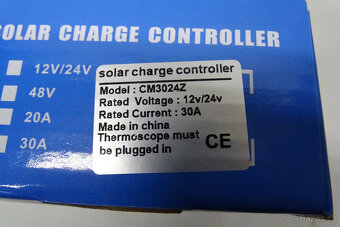 SOLAR CHARGE CONTROLLER
12V/24V
48V
20A
30A
solar charge controller
Model : CM3024Z
Rated Voltage : 12v/24v
Rated Current : 30A
Made in china
Thermoscope must
be plugged in
CE